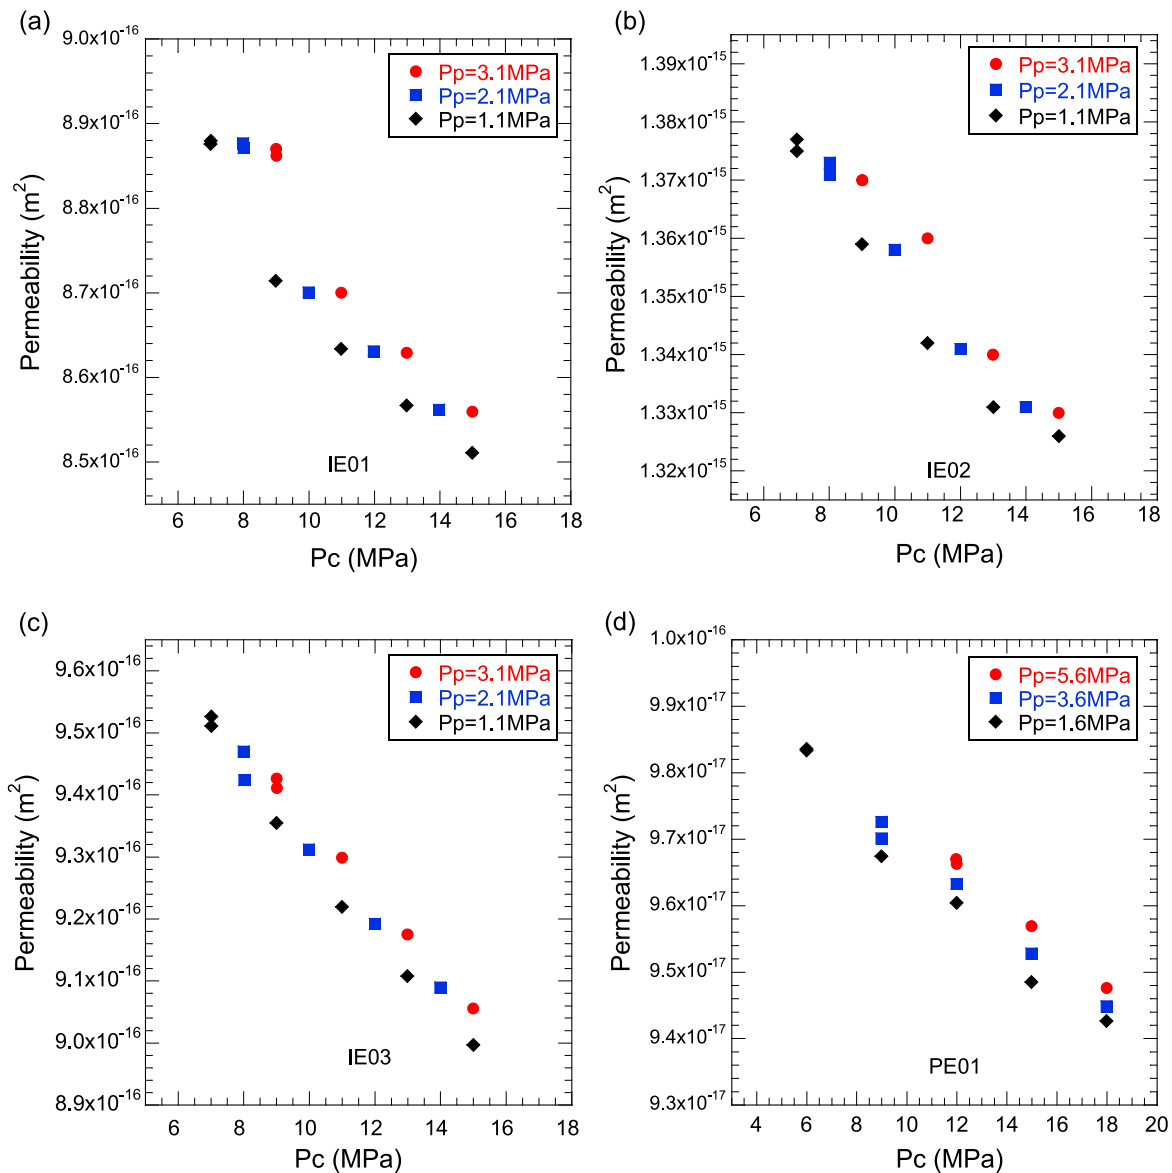 (a)
9.0x10⁻¹⁶
8.9x10⁻¹⁶
8.8x10⁻¹⁶
8.7x10⁻¹⁶
8.6x10⁻¹⁶
8.5x10⁻¹⁶
Permeability (m²)
Pp=3.1MPa
Pp=2.1MPa
Pp=1.1MPa
IE01
6 8 10 12 14 16 18
Pc (MPa)
(b)
1.39x10⁻¹⁵
1.38x10⁻¹⁵
1.37x10⁻¹⁵
1.36x10⁻¹⁵
1.35x10⁻¹⁵
1.34x10⁻¹⁵
1.33x10⁻¹⁵
1.32x10⁻¹⁵
Permeability (m²)
Pp=3.1MPa
Pp=2.1MPa
Pp=1.1MPa
IE02
6 8 10 12 14 16 18
Pc (MPa)
(c)
9.6x10⁻¹⁶
9.5x10⁻¹⁶
9.4x10⁻¹⁶
9.3x10⁻¹⁶
9.2x10⁻¹⁶
9.1x10⁻¹⁶
9.0x10⁻¹⁶
8.9x10⁻¹⁶
Permeability (m²)
Pp=3.1MPa
Pp=2.1MPa
Pp=1.1MPa
IE03
6 8 10 12 14 16 18
Pc (MPa)
(d)
1.0x10⁻¹⁶
9.9x10⁻¹⁷
9.8x10⁻¹⁷
9.7x10⁻¹⁷
9.6x10⁻¹⁷
9.5x10⁻¹⁷
9.4x10⁻¹⁷
9.3x10⁻¹⁷
Permeability (m²)
Pp=5.6MPa
Pp=3.6MPa
Pp=1.6MPa
PE01
4 6 8 10 12 14 16 18 20
Pc (MPa)